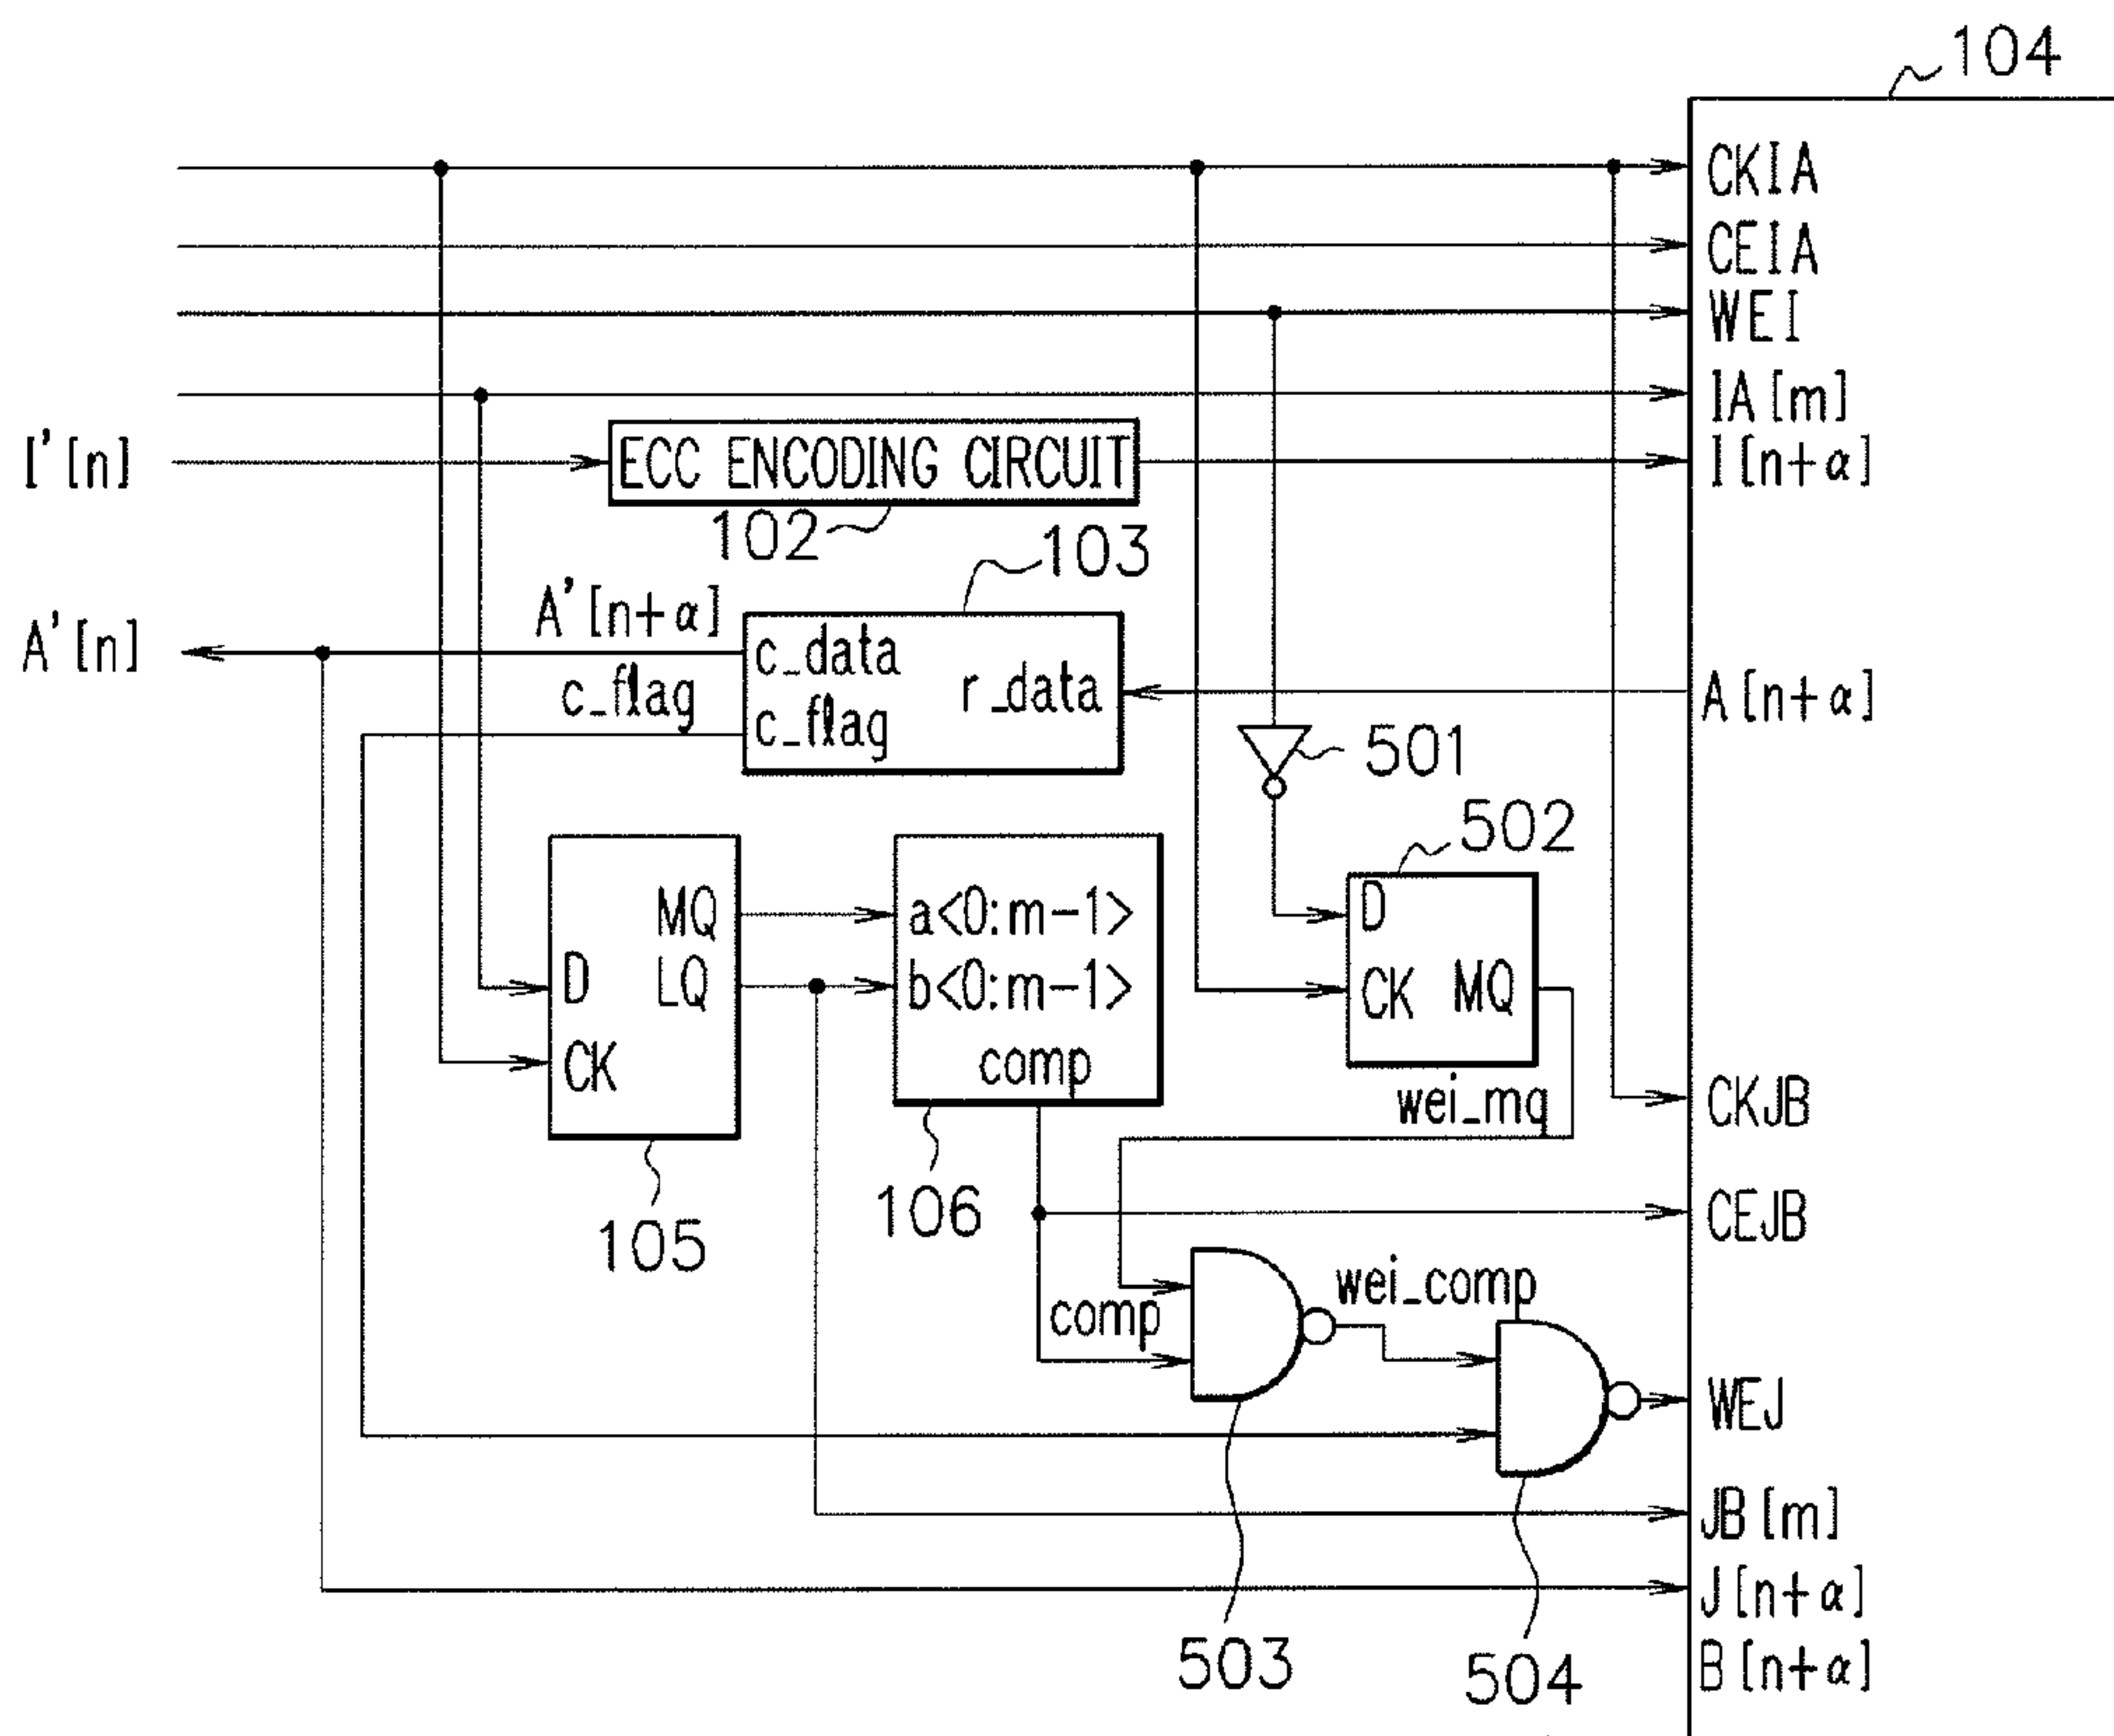 104
CKIA
CEIA
WEI
IA[m]
I'[n]
ECC ENCODING CIRCUIT
I[n+α]
102
103
A'[n]
A'[n+α]
c_data
c_flag
r_data
c_flag
A[n+α]
501
502
MQ
a<0:m-1>
D
D
LQ
b<0:m-1>
CK
MQ
CK
comp
wei_mq
CKJB
105
106
CEJB
comp
wei_comp
WEJ
JB[m]
J[n+α]
503
504
B[n+α]